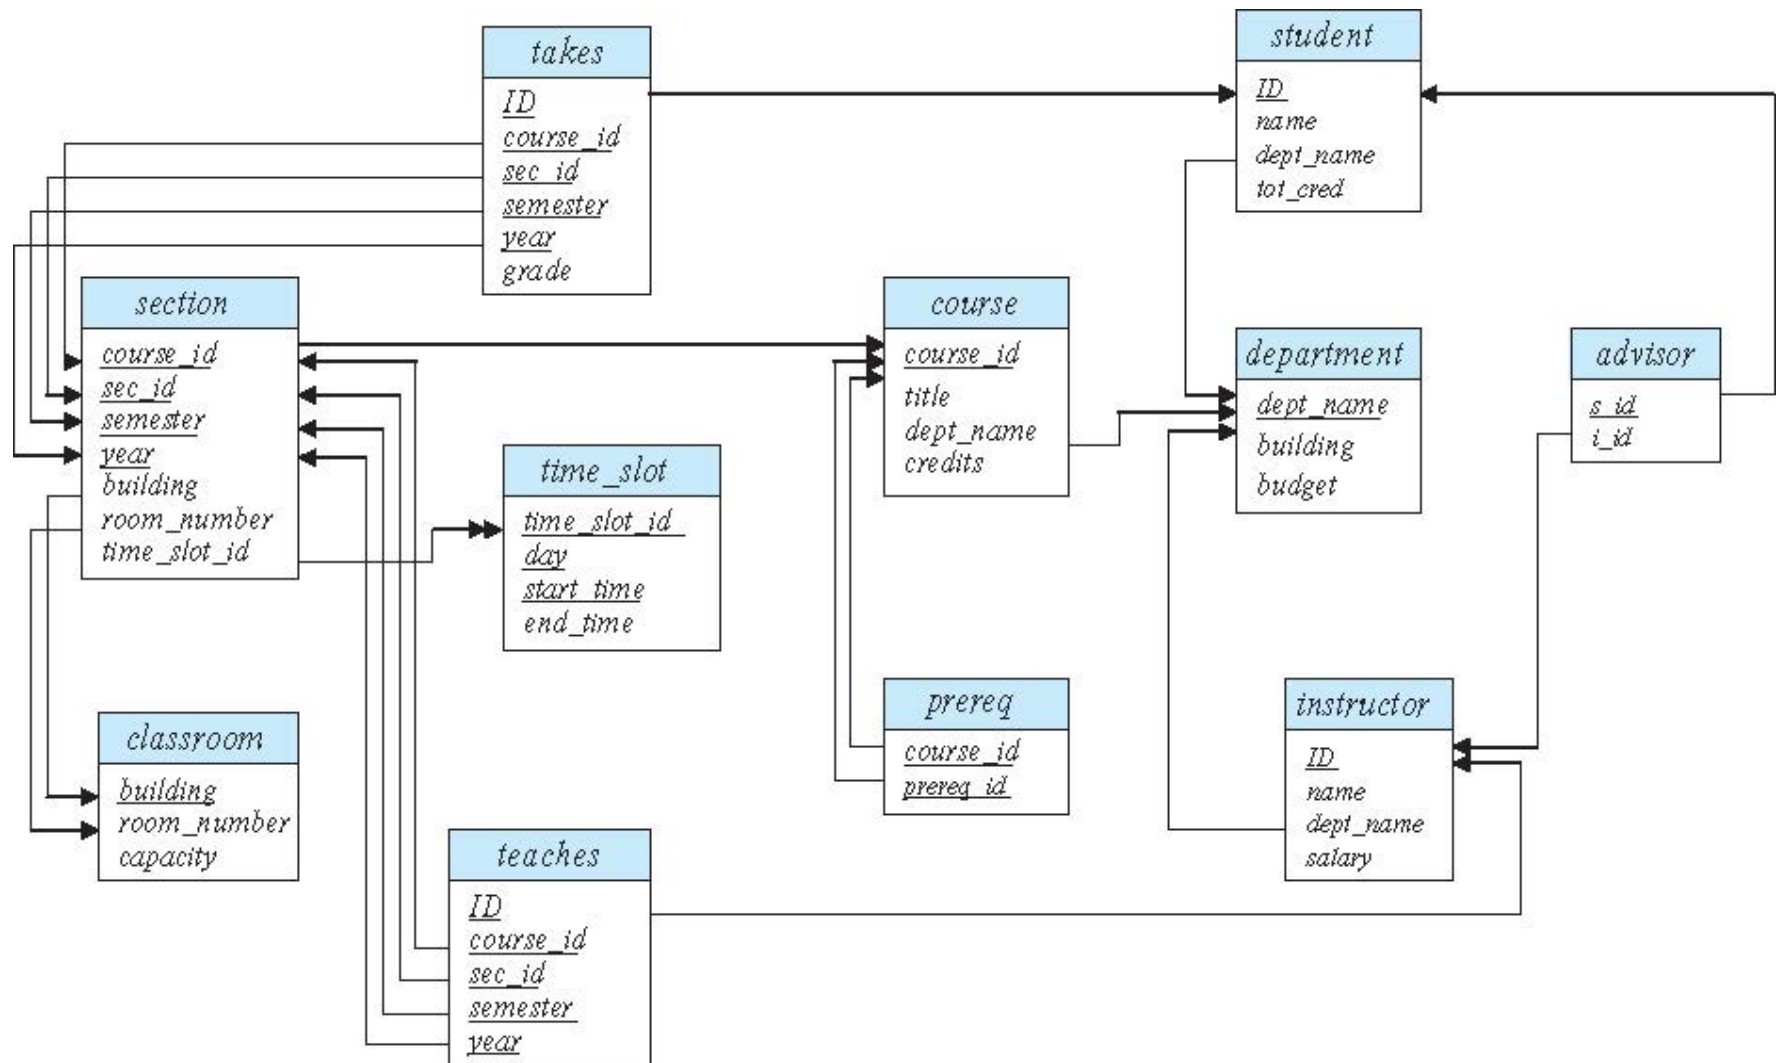 takes
ID
course_id
sec_id
semester
year
grade
student
ID
name
dept_name
tot_cred
section
course_id
sec_id
semester
year
building
room_number
time_slot_id
course
course_id
title
dept_name
credits
department
dept_name
building
budget
advisor
s_id
i_id
time_slot
time_slot_id
day
start_time
end_time
prereq
course_id
prereq_id
instructor
ID
name
dept_name
salary
classroom
building
room_number
capacity
teaches
ID
course_id
sec_id
semester
year